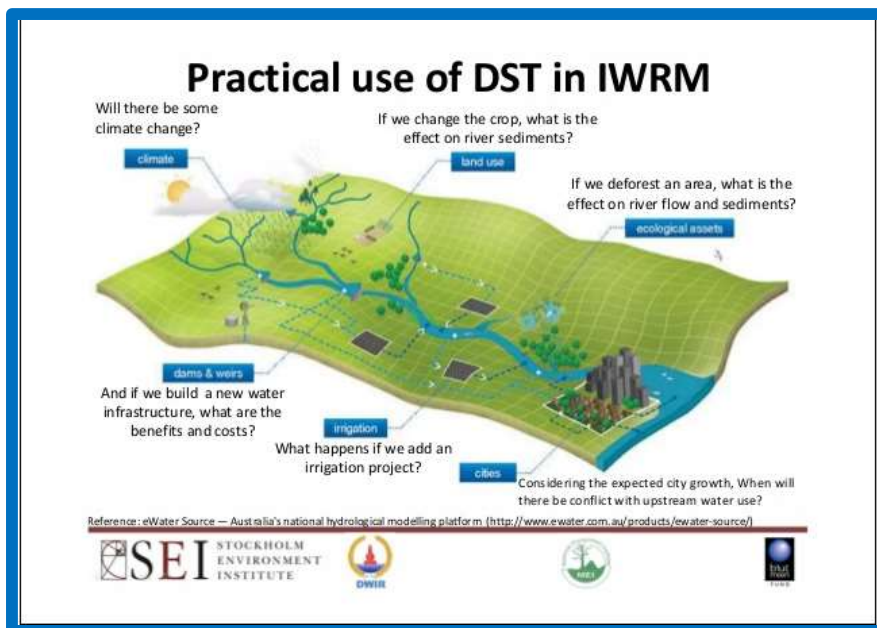 Practical use of DST in IWRM
Will there be some
climate change?
climate
If we change the crop, what is the
effect on river sediments?
land use
If we deforest an area, what is the
effect on river flow and sediments?
ecological assets
dams & weirs
And if we build a new water
infrastructure, what are the
benefits and costs?
irrigation
What happens if we add an
irrigation project?
cities
Considering the expected city growth, When will
there be conflict with upstream water use?
Reference: eWater Source — Australia's national hydrological modelling platform (http://www.ewater.com.au/products/ewater-source/)
SEI
STOCKHOLM
ENVIRONMENT
INSTITUTE
DWIR
MEI
FUND